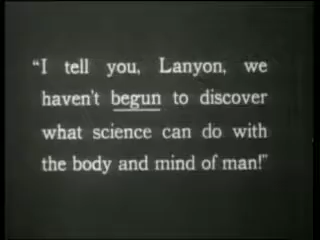 “I tell you, Lanyon, we
haven't begun to discover
what science can do with
the body and mind of man!”